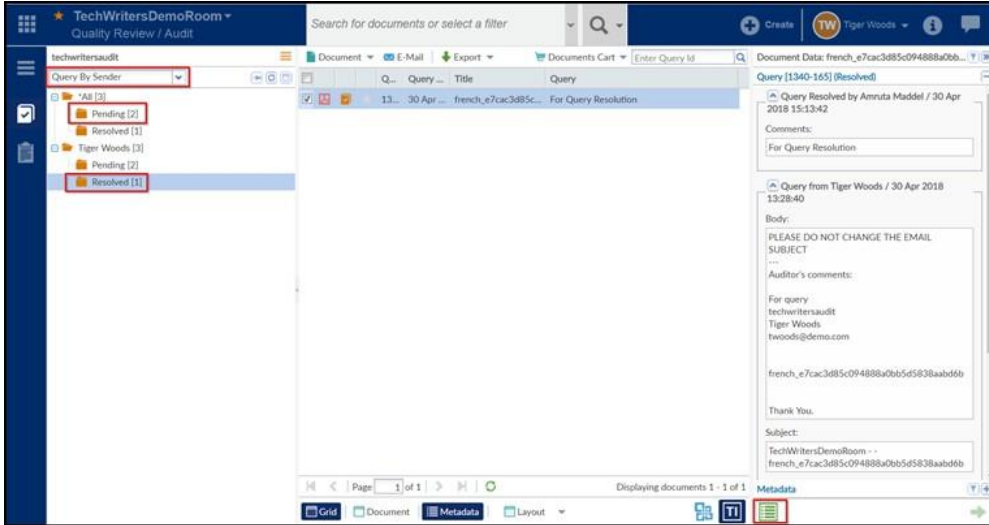 TechWritersDemoRoom
Quality Review / Audit
Search for documents or select a filter
Create
TW
Tiger Woods
techwritersaudit
Document
E-Mail
Export
Documents Cart
Enter Query Id
Document Data: french_e7cac3d85c094888a0bb...
Query By Sender
Q...
Query ...
Title
Query
Query [1340-165] (Resolved)
*All [3]
Pending [2]
Resolved [1]
Tiger Woods [3]
Pending [2]
Resolved [1]
13...
30 Apr ...
french_e7cac3d85c...
For Query Resolution
Query Resolved by Amruta Maddel / 30 Apr
2018 15:13:42
Comments:
For Query Resolution
Query from Tiger Woods / 30 Apr 2018
13:28:40
Body:
PLEASE DO NOT CHANGE THE EMAIL
SUBJECT
---
Auditor's comments:
For query
techwritersaudit
Tiger Woods
twoods@demo.com
french_e7cac3d85c094888a0bb5d5838aabd6b
Thank You.
Subject:
TechWritersDemoRoom - -
french_e7cac3d85c094888a0bb5d5838aabd6b
Page 1 of 1
Displaying documents 1 - 1 of 1
Metadata
Grid
Document
Metadata
Layout
TI